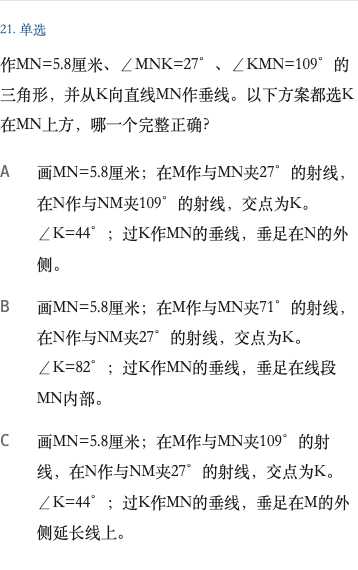 21. 单选
作MN=5.8厘米、∠MNK=27°、∠KMN=109°的
三角形，并从K向直线MN作垂线。以下方案都选K
在MN上方，哪一个完整正确？
A 画MN=5.8厘米；在M作与MN夹27°的射线，
在N作与NM夹109°的射线，交点为K。
∠K=44°；过K作MN的垂线，垂足在N的外
侧。
B 画MN=5.8厘米；在M作与MN夹71°的射线，
在N作与NM夹27°的射线，交点为K。
∠K=82°；过K作MN的垂线，垂足在线段
MN内部。
C 画MN=5.8厘米；在M作与MN夹109°的射
线，在N作与NM夹27°的射线，交点为K。
∠K=44°；过K作MN的垂线，垂足在M的外
侧延长线上。